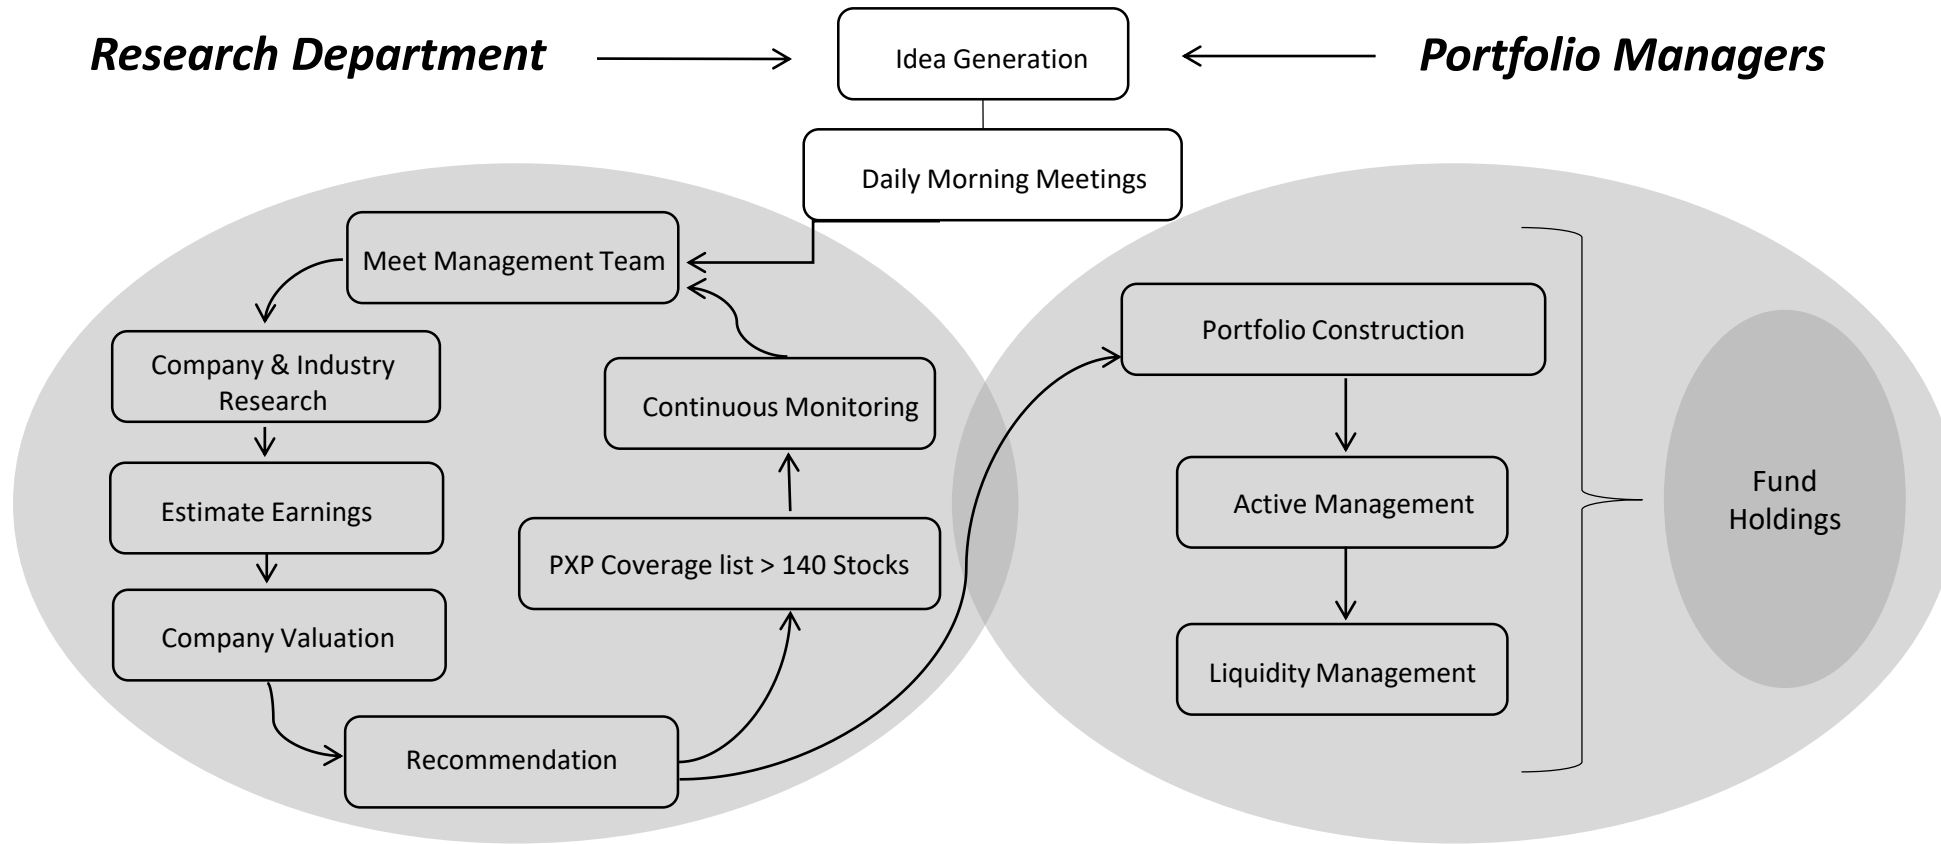 Research Department
Idea Generation
Portfolio Managers
Daily Morning Meetings
Meet Management Team
Company & Industry
Research
Estimate Earnings
Company Valuation
Recommendation
PXP Coverage list > 140 Stocks
Continuous Monitoring
Portfolio Construction
Active Management
Liquidity Management
Fund
Holdings